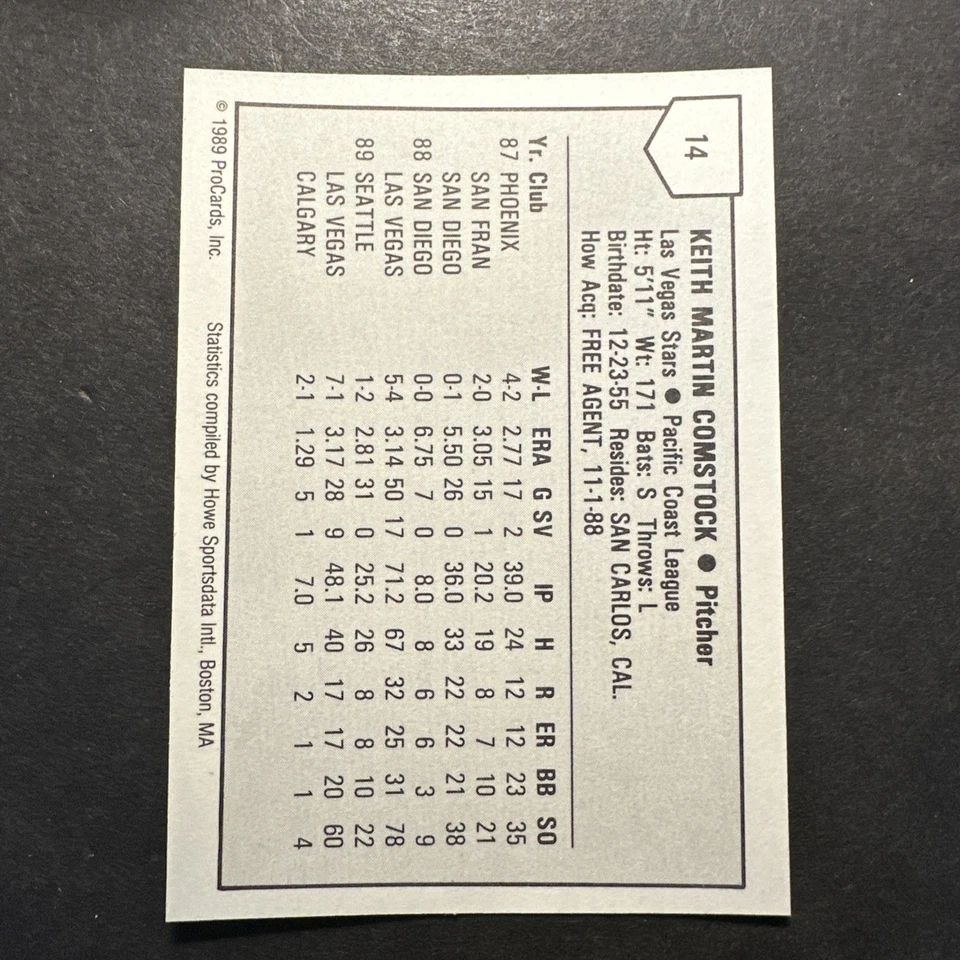 14
KEITH MARTIN COMSTOCK ● Pitcher
Las Vegas Stars ● Pacific Coast League
Ht: 5'11" Wt: 171 Bats: S Throws: L
Birthdate: 12-23-55 Resides: SAN CARLOS, CAL.
How Acq: FREE AGENT, 11-1-88
Yr. Club W-L ERA G SV IP H R ER BB SO
87 PHOENIX 4-2 2.77 17 2 39.0 24 12 12 23 35
SAN FRAN 2-0 3.05 15 1 20.2 19 8 7 10 21
SAN DIEGO 0-1 5.50 26 0 36.0 33 22 22 21 38
88 SAN DIEGO 0-0 6.75 7 0 8.0 8 6 6 3 9
LAS VEGAS 5-4 3.14 50 17 71.2 67 32 25 31 78
89 SEATTLE 1-2 2.81 31 0 25.2 26 8 8 10 22
LAS VEGAS 7-1 3.17 28 9 48.1 40 17 17 20 60
CALGARY 2-1 1.29 5 1 7.0 5 2 1 1 4
© 1989 ProCards, Inc. Statistics compiled by Howe Sportsdata Intl., Boston, MA